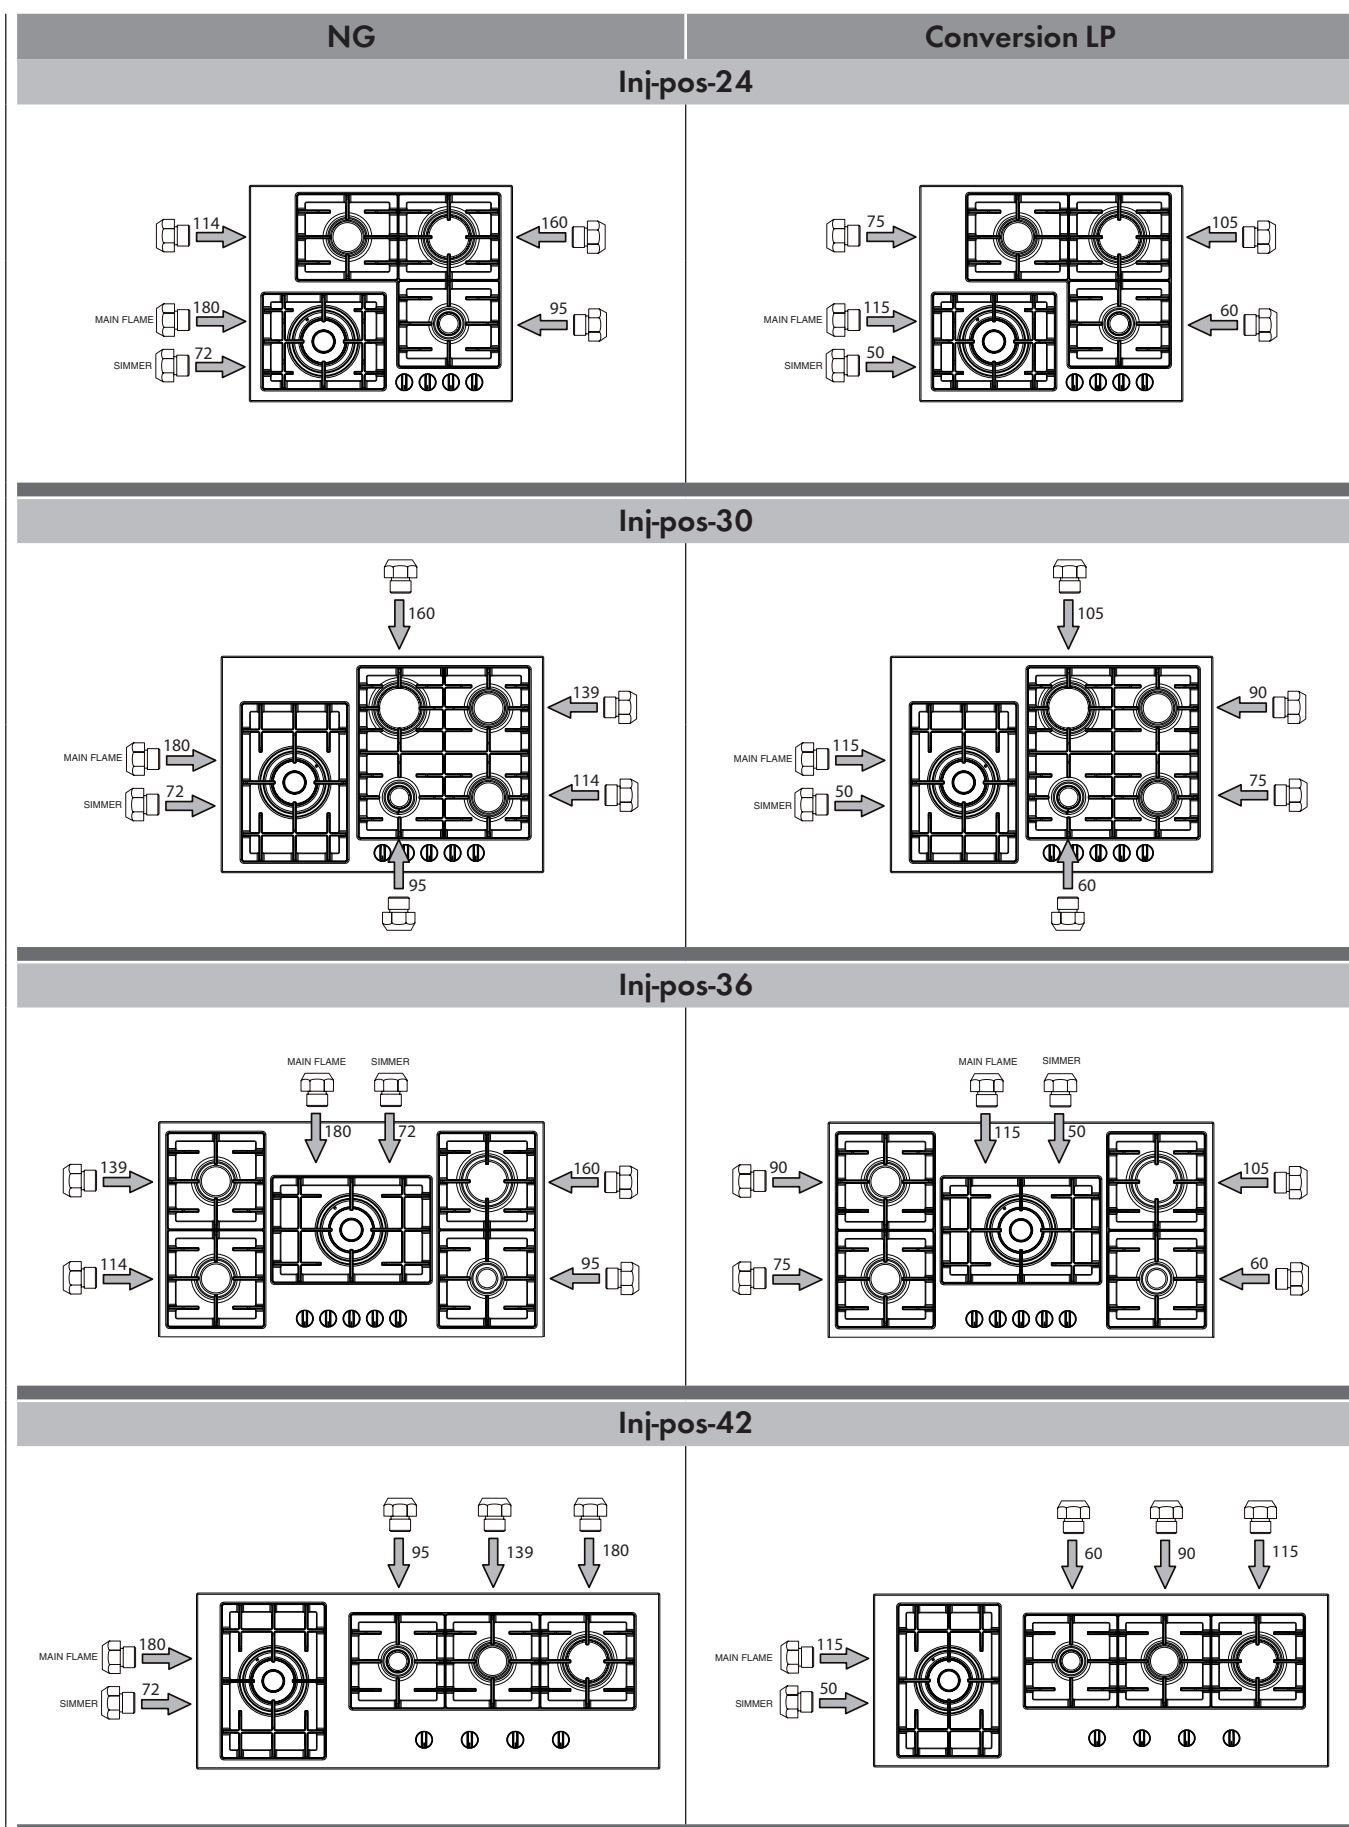 NG
Conversion LP
Inj-pos-24
114
160
MAIN FLAME 180
95
SIMMER 72
75
105
MAIN FLAME 115
60
SIMMER 50
Inj-pos-30
160
139
MAIN FLAME 180
SIMMER 72
114
95
105
90
MAIN FLAME 115
SIMMER 50
75
60
Inj-pos-36
MAIN FLAME SIMMER
180 72
139
160
114
95
MAIN FLAME SIMMER
115 50
90
105
75
60
Inj-pos-42
95 139 180
MAIN FLAME 180
SIMMER 72
60 90 115
MAIN FLAME 115
SIMMER 50